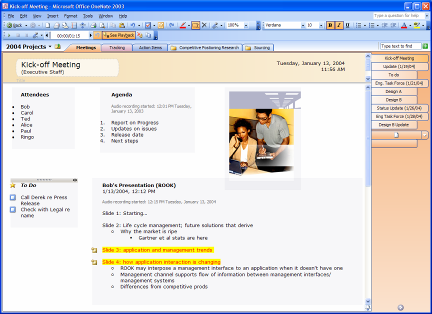 Kick-off Meeting - Microsoft Office OneNote 2003
File Edit View Insert Format Tools Table Window Help
Type a question for help
Back
100%
Verdana
10
00:00/01:15
See Playback
2004 Projects
Meetings
Training
Action Items
Competitive Positioning Research
Sourcing
Type text to find
Kick-off Meeting
(Executive Staff)
Tuesday, January 13, 2004
11:56 AM
Kick-off Meeting
Update (1/19/04)
To do
Eng. Task Force (1/21/04)
Design A
Design B
Status Update (1/26/04)
Eng Task Force (1/28/04)
Design B Update
Attendees
Bob
Carol
Ted
Alice
Paul
Ringo
Agenda
Audio recording started: 12:01 PM Tuesday,
January 13, 2003
1. Report on Progress
2. Updates on issues
3. Release date
4. Next steps
To Do
Call Derek re Press
Release
Check with Legal re
name
Bob's Presentation (ROOK)
1/13/2004, 12:12 PM
Audio recording started: 12:13 PM Tuesday, January 13, 2004
Slide 1: Starting...
Slide 2: Life cycle management; future solutions that derive
Why the market is ripe
Gartner et al stats are here
Slide 3: application and management trends
Slide 4: how application interaction is changing
ROOK may interpose a management interface to an application when it doesn't have one
Management channel supports flow of information between management interfaces/
management systems
Differences from competitive prods